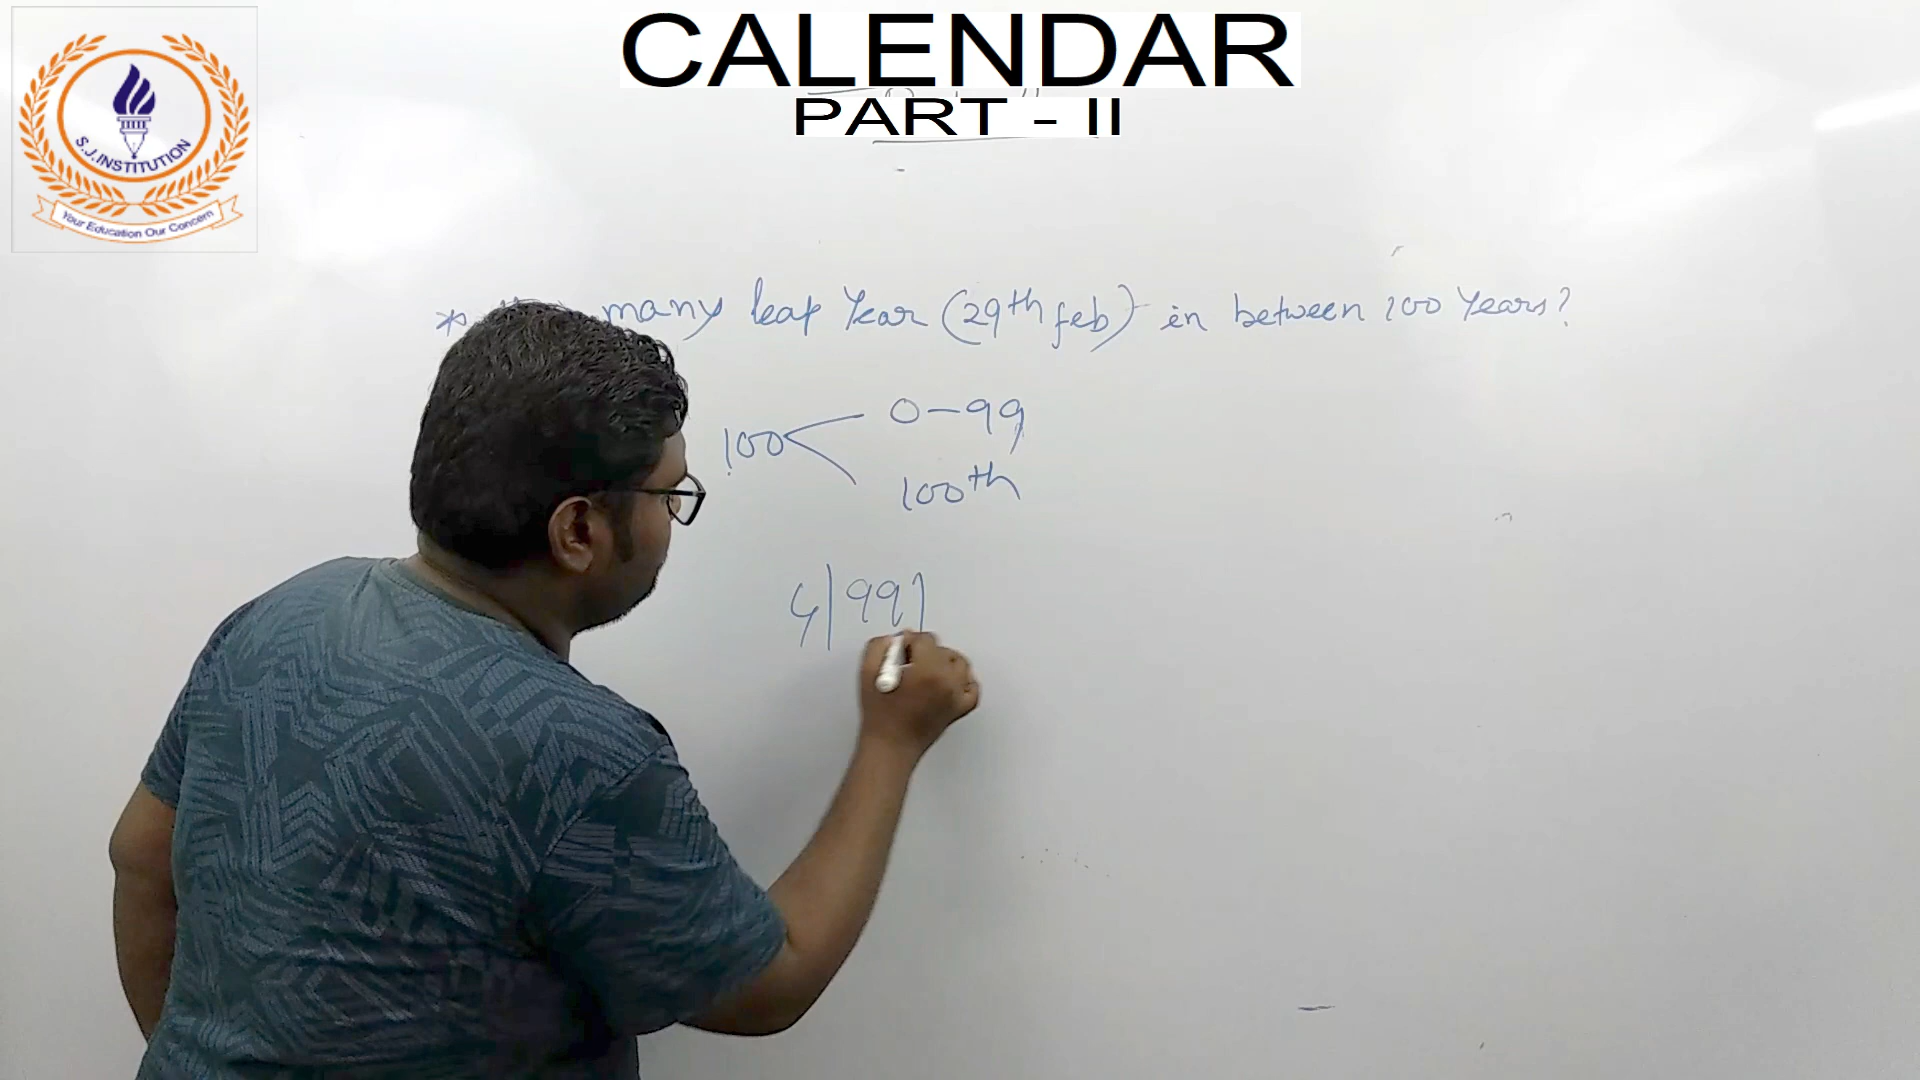 CALENDAR
PART - II
S.J.INSTITUTION
Your Education Our Concern
* many leap Year (29th feb) in between 100 Years?
100
0-99
100th
4|99)